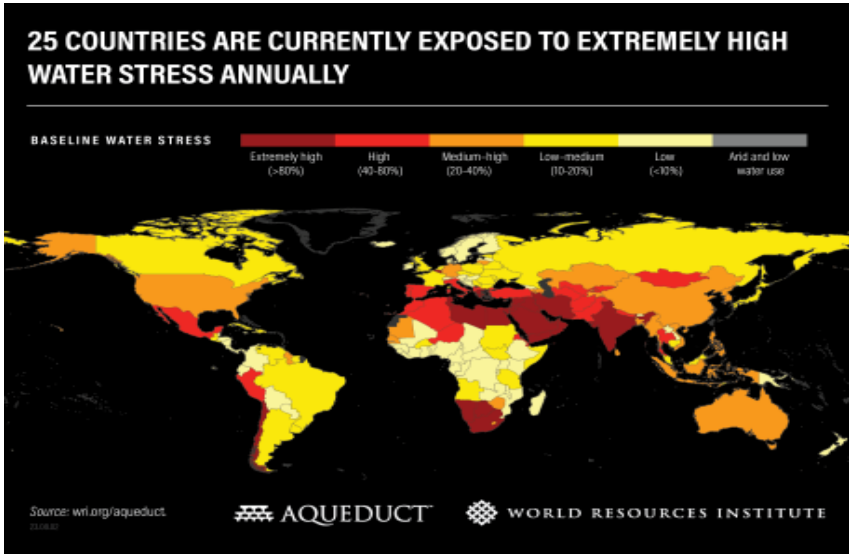 25 COUNTRIES ARE CURRENTLY EXPOSED TO EXTREMELY HIGH
WATER STRESS ANNUALLY
BASELINE WATER STRESS
Extremely high
(>80%)
High
(40-80%)
Medium-high
(20-40%)
Low-medium
(10-20%)
Low
(<10%)
Arid and low
water use
Source: wri.org/aqueduct
AQUEDUCT™
WORLD RESOURCES INSTITUTE